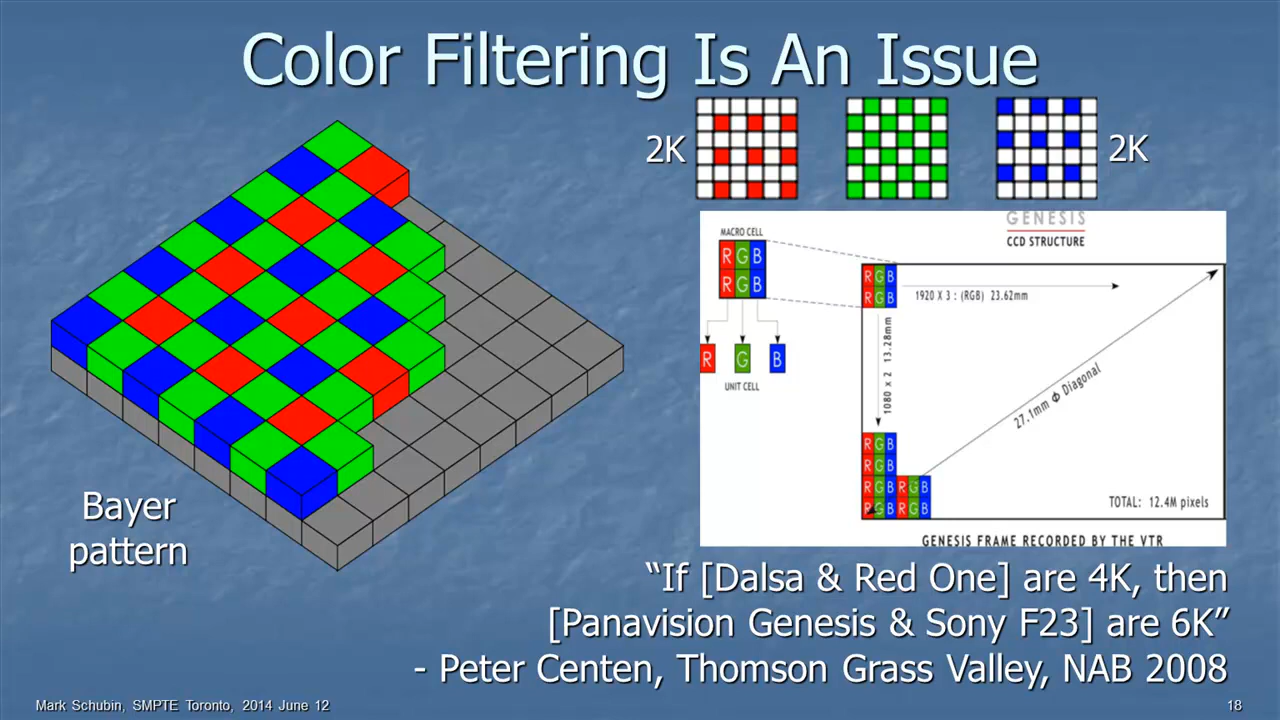 Color Filtering Is An Issue
2K
2K
GENESIS
CCD STRUCTURE
MACRO CELL
R G B
R G B
R G B
R G B
1920 X 3 : (RGB) 23.62mm
1080 X 2 13.28mm
R
G
B
UNIT CELL
27.1mm Φ Diagonal
R G B
R G B
R G B R G B
R G B R G B
TOTAL: 12.4M pixels
GENESIS FRAME RECORDED BY THE VTR
Bayer
pattern
“If [Dalsa & Red One] are 4K, then
[Panavision Genesis & Sony F23] are 6K”
- Peter Centen, Thomson Grass Valley, NAB 2008
Mark Schubin, SMPTE Toronto, 2014 June 12
18